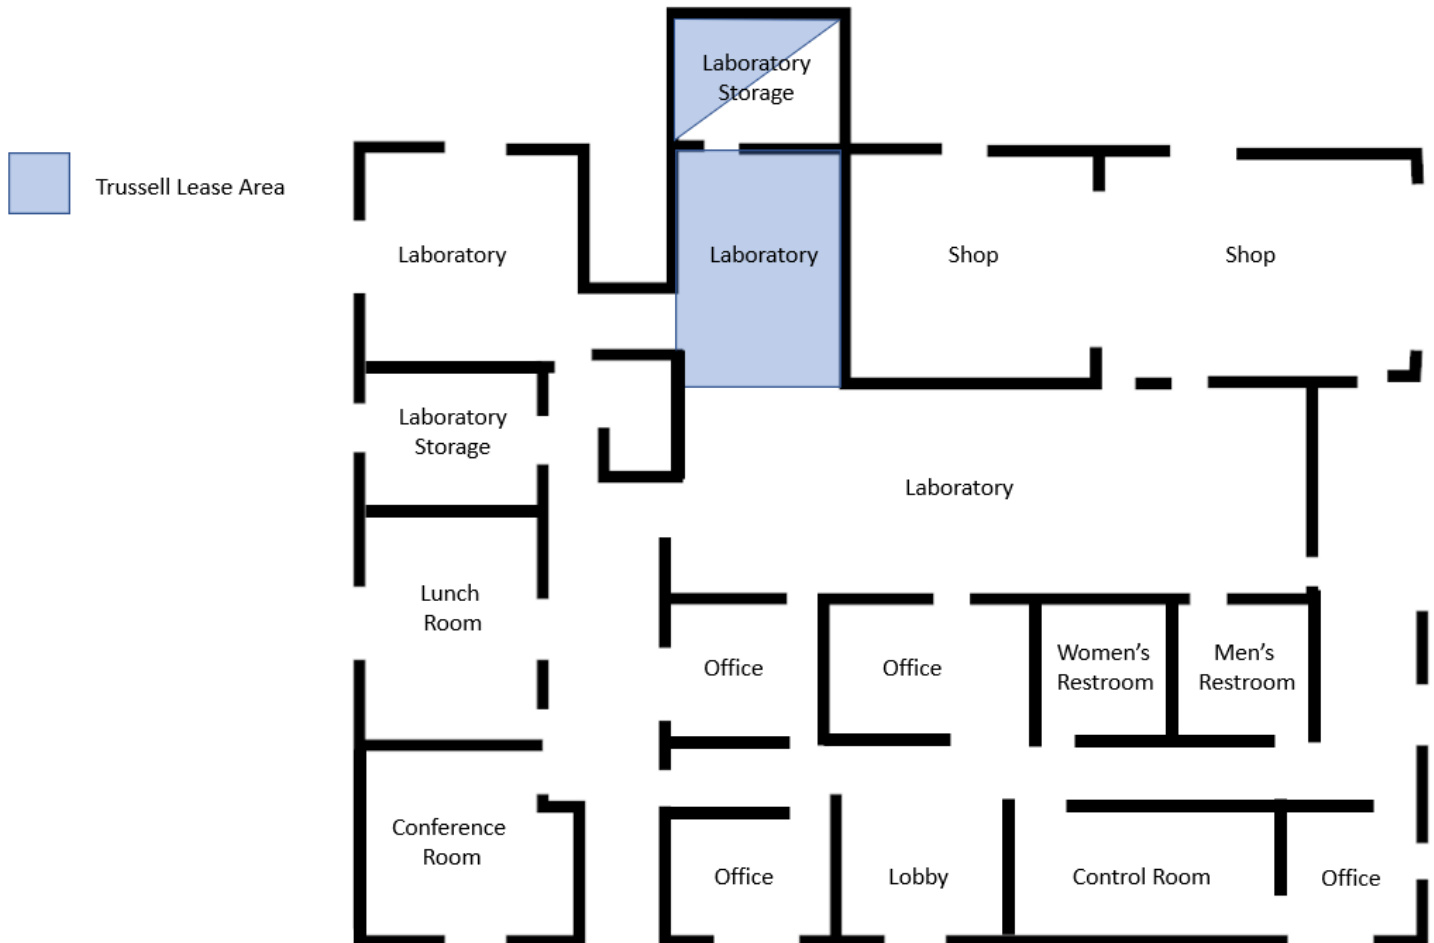 Laboratory
Storage
Trussell Lease Area
Laboratory
Laboratory
Shop
Shop
Laboratory
Storage
Laboratory
Lunch
Room
Office
Office
Women's
Restroom
Men's
Restroom
Conference
Room
Office
Lobby
Control Room
Office